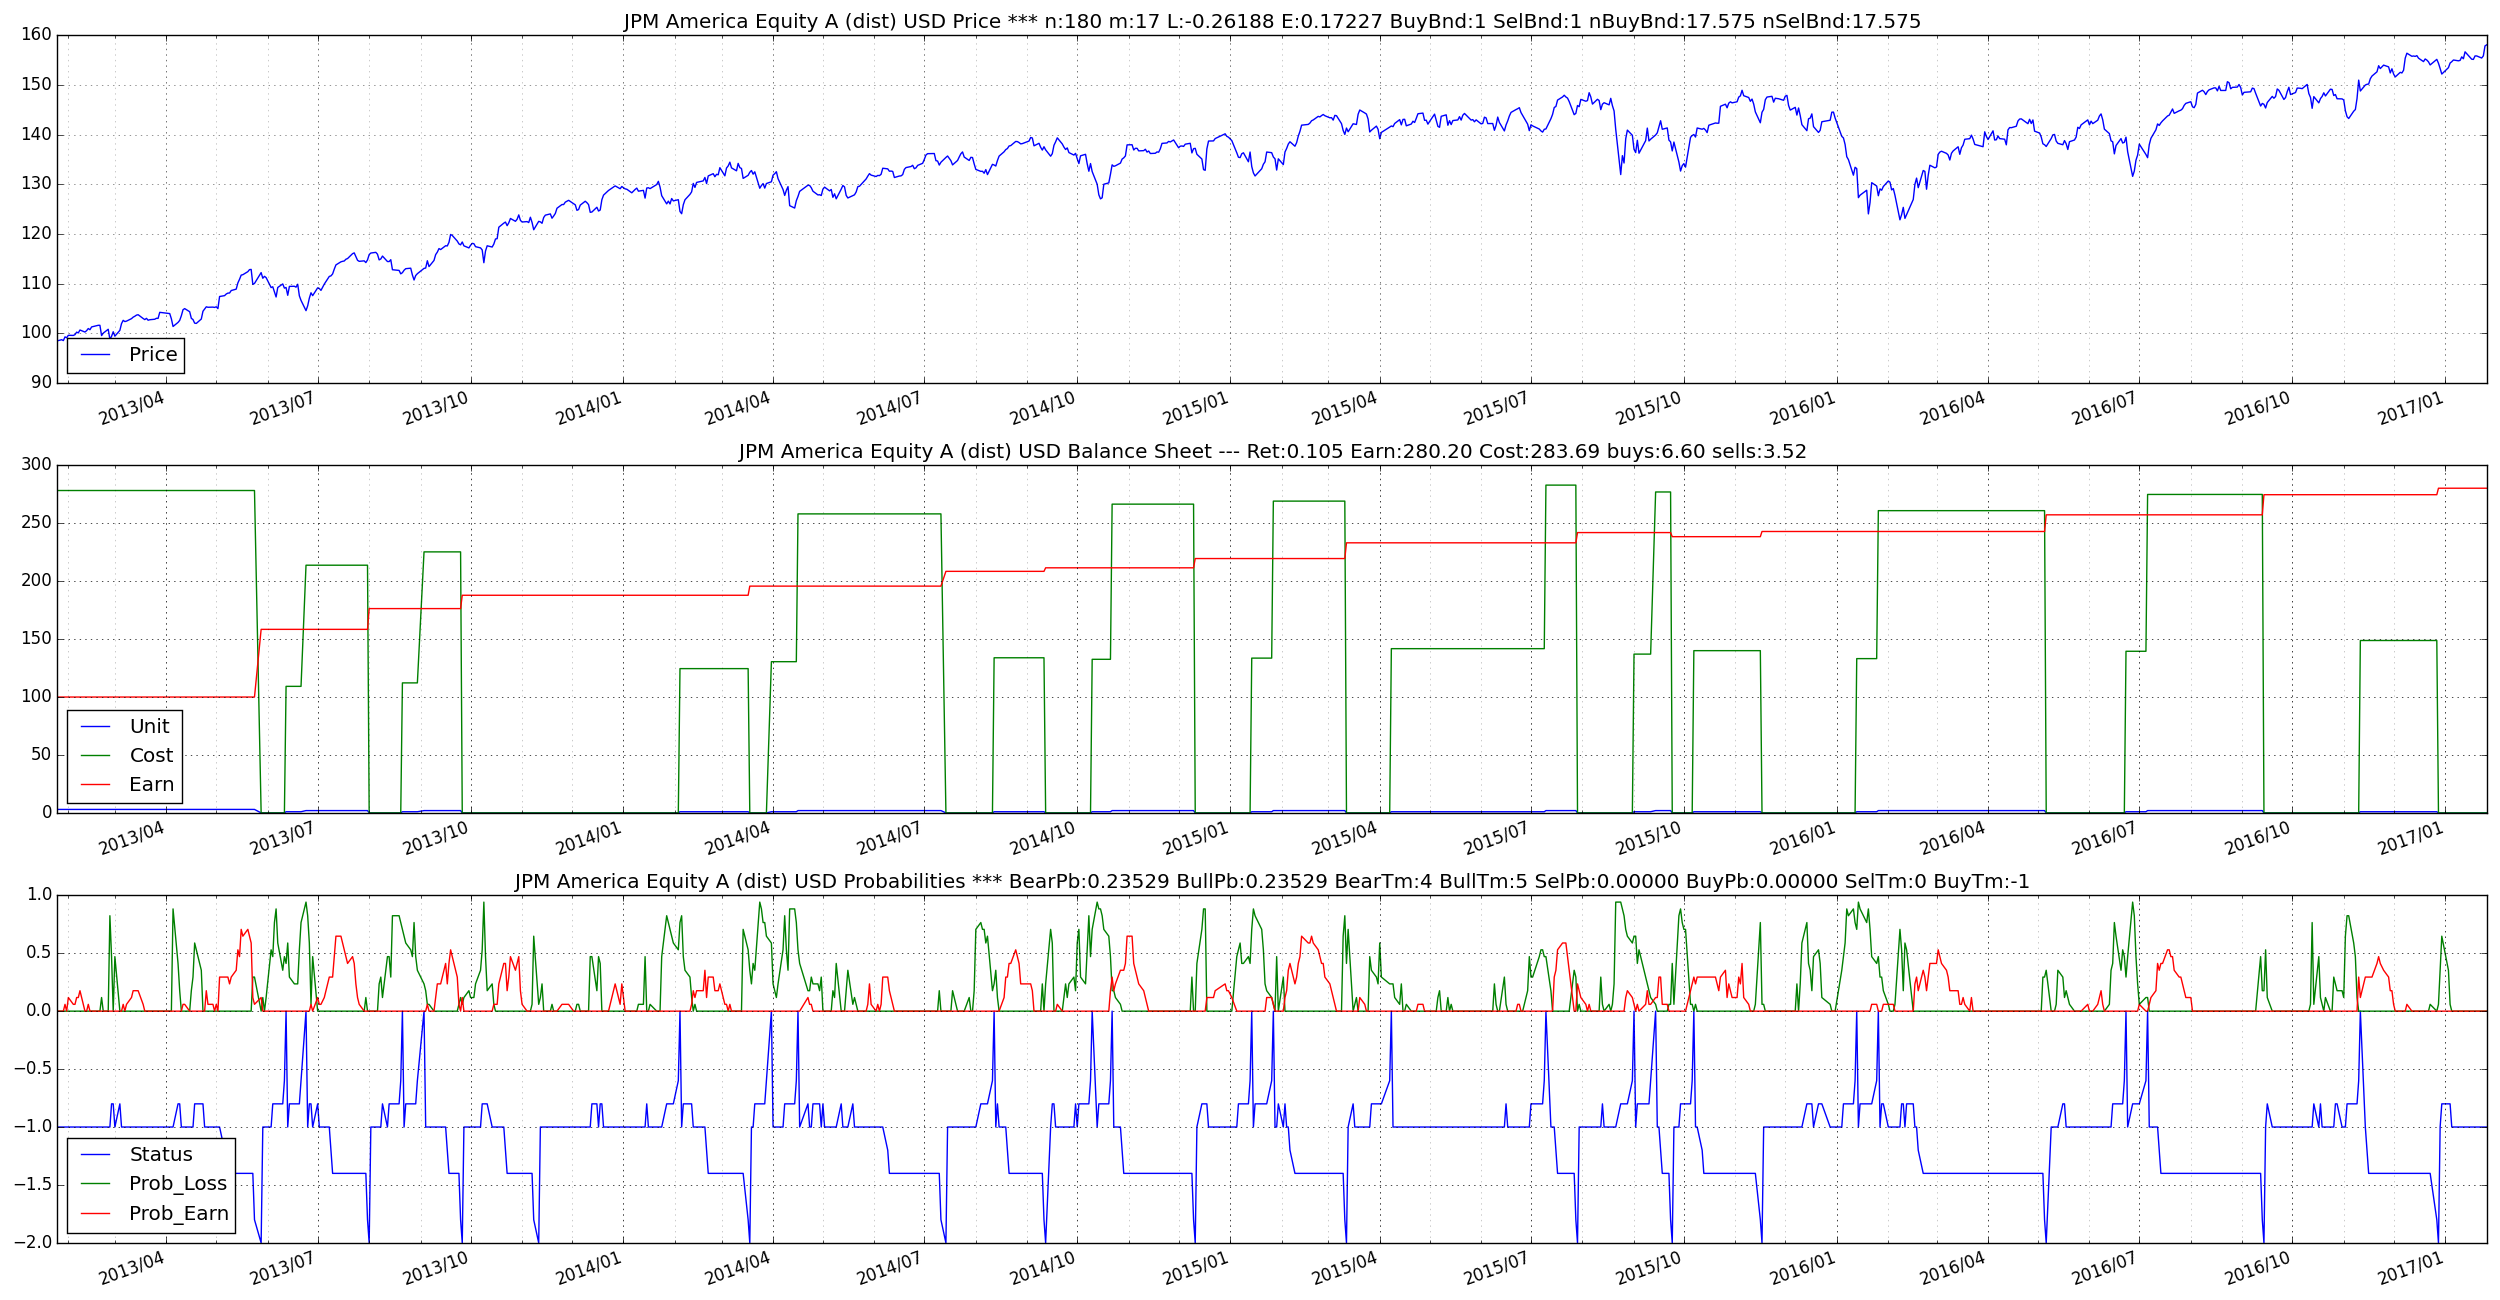 JPM America Equity A (dist) USD Price *** n:180 m:17 L:-0.26188 E:0.17227 BuyBnd:1 SelBnd:1 nBuyBnd:17.575 nSelBnd:17.575
160
150
140
130
120
110
100
90
Price
2013/04 2013/07 2013/10 2014/01 2014/04 2014/07 2014/10 2015/01 2015/04 2015/07 2015/10 2016/01 2016/04 2016/07 2016/10 2017/01
JPM America Equity A (dist) USD Balance Sheet --- Ret:0.105 Earn:280.20 Cost:283.69 buys:6.60 sells:3.52
300
250
200
150
100
50
0
Unit
Cost
Earn
2013/04 2013/07 2013/10 2014/01 2014/04 2014/07 2014/10 2015/01 2015/04 2015/07 2015/10 2016/01 2016/04 2016/07 2016/10 2017/01
JPM America Equity A (dist) USD Probabilities *** BearPb:0.23529 BullPb:0.23529 BearTm:4 BullTm:5 SelPb:0.00000 BuyPb:0.00000 SelTm:0 BuyTm:-1
1.0
0.5
0.0
−0.5
−1.0
−1.5
−2.0
Status
Prob_Loss
Prob_Earn
2013/04 2013/07 2013/10 2014/01 2014/04 2014/07 2014/10 2015/01 2015/04 2015/07 2015/10 2016/01 2016/04 2016/07 2016/10 2017/01